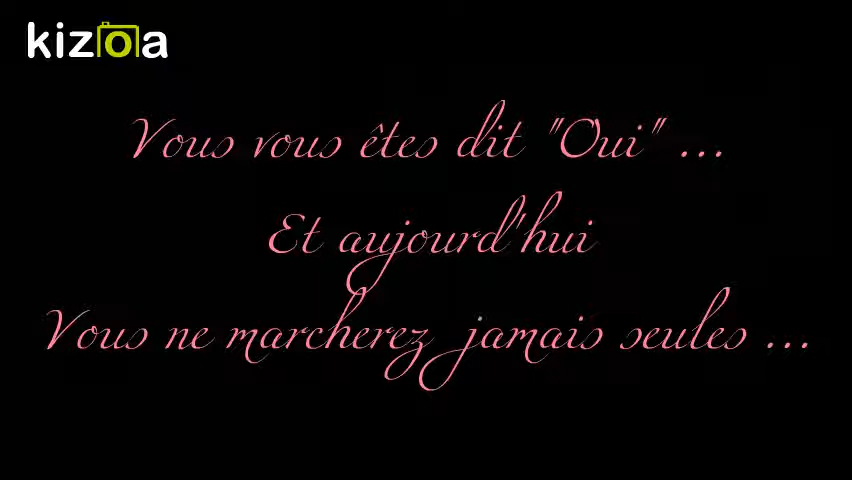 kizoa
Vous vous êtes dit "Oui" ...
Et aujourd'hui
Vous ne marcherez jamais seules ...